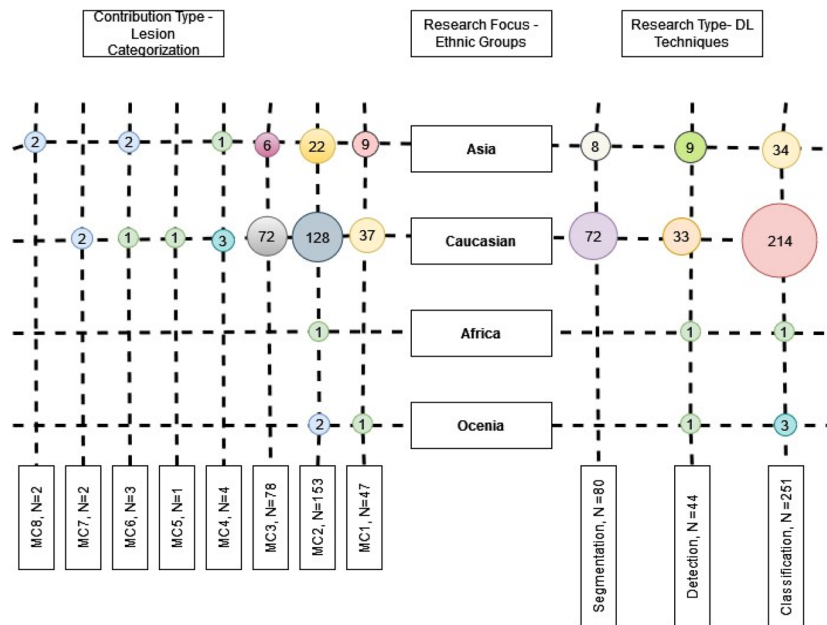 Contribution Type -
Lesion
Categorization
Research Focus -
Ethnic Groups
Research Type- DL
Techniques
2
2
1
6
22
9
Asia
8
9
34
2
1
1
3
72
128
37
Caucasian
72
33
214
1
Africa
1
1
2
1
Ocenia
1
3
MC8, N=2
MC7, N=2
MC6, N=3
MC5, N=1
MC4, N=4
MC3, N=78
MC2, N=153
MC1, N=47
Segmentation, N =80
Detection, N =44
Classification, N =251